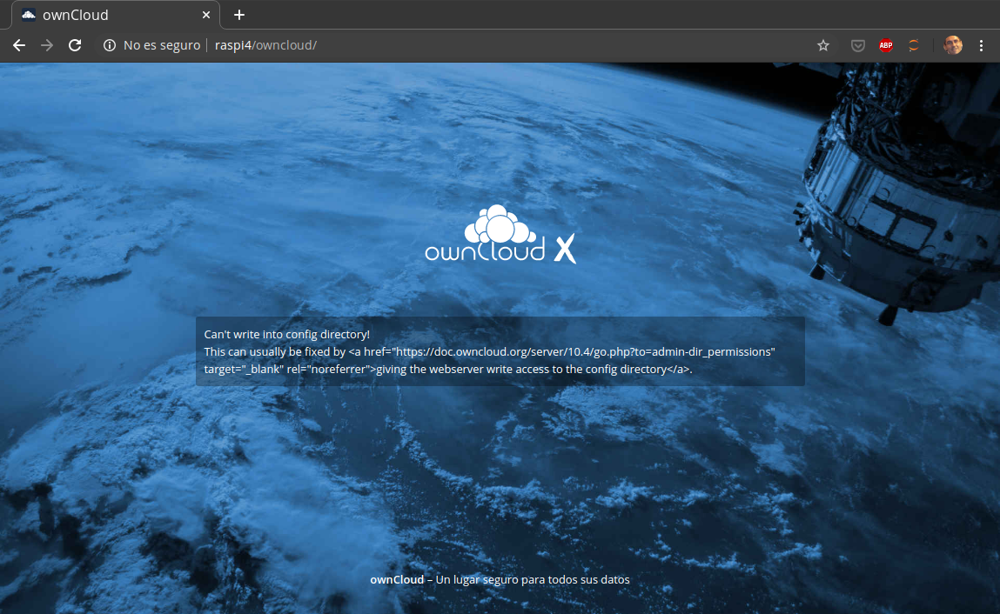 ownCloud
No es seguro | raspi4/owncloud/
ABP
ownCloud X
Can't write into config directory!
This can usually be fixed by <a href="https://doc.owncloud.org/server/10.4/go.php?to=admin-dir_permissions"
target="_blank" rel="noreferrer">giving the webserver write access to the config directory</a>.
ownCloud – Un lugar seguro para todos sus datos